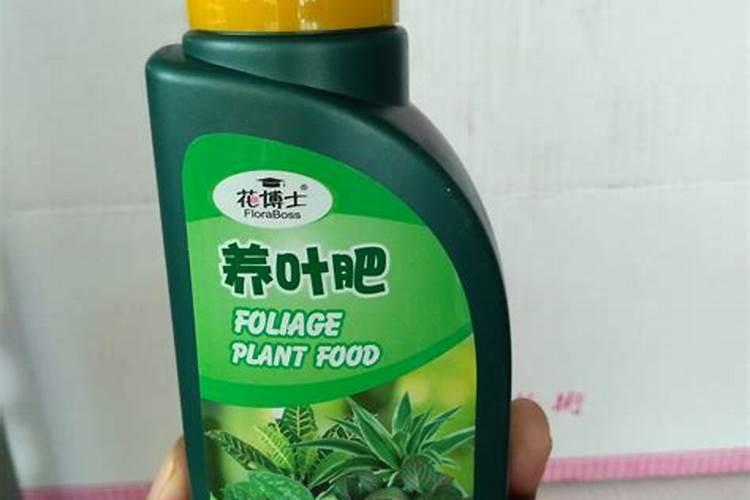 花博士®
FloraBoss
养叶肥
FOLIAGE
PLANT FOOD